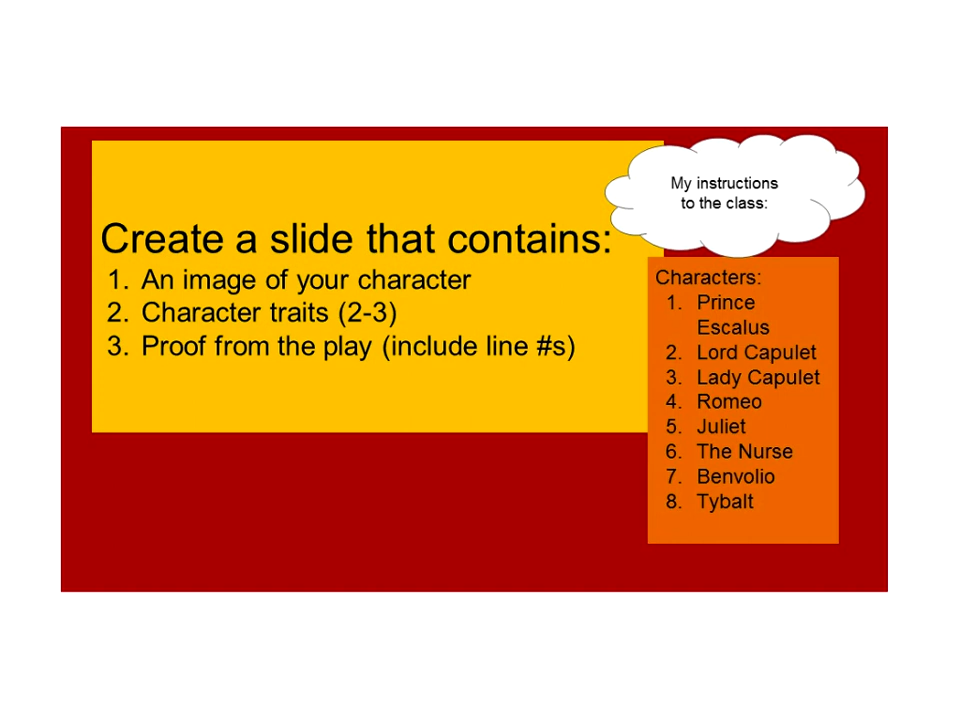 My instructions
to the class:
Create a slide that contains:
1. An image of your character
2. Character traits (2-3)
3. Proof from the play (include line #s)
Characters:
1. Prince
Escalus
2. Lord Capulet
3. Lady Capulet
4. Romeo
5. Juliet
6. The Nurse
7. Benvolio
8. Tybalt